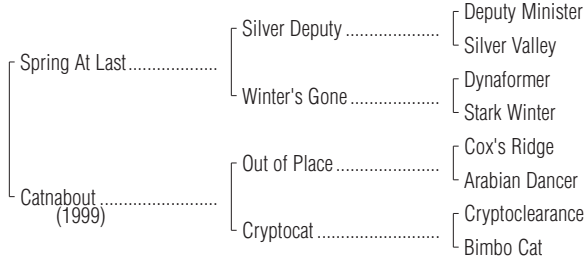 Deputy Minister
Silver Deputy ....................
Silver Valley
Spring At Last...................
Dynaformer
Winter's Gone ...................
Stark Winter
Cox's Ridge
Out of Place ......................
Arabian Dancer
Catnabout .........................
(1999)
Cryptoclearance
Cryptocat ..........................
Bimbo Cat